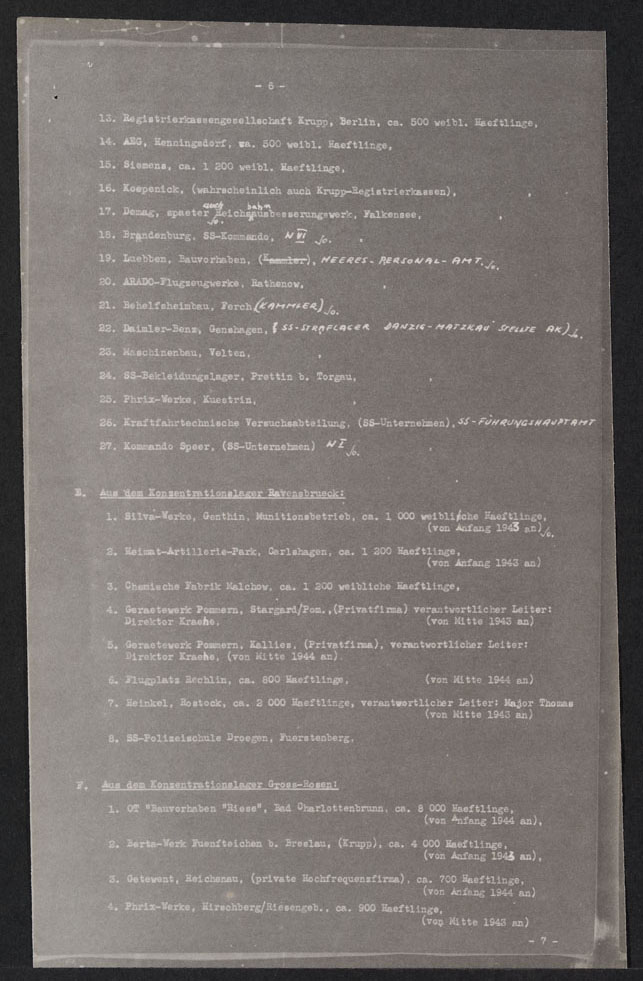 - 6 -
13. Registrierkassengesellschaft Krupp, Berlin, ca. 500 weibl. Haeftlinge,
14. AEG, Henningsdorf, ca. 500 weibl. Haeftlinge,
15. Siemens, ca. 1 200 weibl. Haeftlinge,
16. Koepenick, (wahrscheinlich auch Krupp-Registrierkassen),
17. Demag, spaeter Reichsbahnausbesserungswerk, Falkensee,
18. Brandenburg, SS-Kommando, W VI
19. Luebben, Bauvorhaben, (Kammler), HEERES-PERSONAL-AMT.
20. ARADO-Flugzeugwerke, Rathenow,
21. Behelfsheimbau, Ferch (KAMMLER)
22. Daimler-Benz, Genshagen, (SS-STRAFLAGER DANZIG-MATZKAU STELLTE AK)
23. Maschinenbau, Velten,
24. SS-Bekleidungslager, Prettin b. Torgau,
25. Phrix-Werke, Kuestrin,
26. Kraftfahrtechnische Versuchsabteilung, (SS-Unternehmen), SS-FÜHRUNGSHAUPTAMT
27. Kommando Speer, (SS-Unternehmen) W I
E. Aus dem Konzentrationslager Ravensbrueck:
1. Silva-Werke, Genthin, Munitionsbetrieb, ca. 1 000 weibliche Haeftlinge,
(von Anfang 1943 an)
2. Heimat-Artillerie-Park, Carlshagen, ca. 1 200 Haeftlinge,
(von Anfang 1943 an)
3. Chemische Fabrik Malchow, ca. 1 200 weibliche Haeftlinge,
4. Geraetewerk Pommern, Stargard/Pom.,(Privatfirma) verantwortlicher Leiter:
Direktor Kraehe, (von Mitte 1943 an)
5. Geraetewerk Pommern, Kallies, (Privatfirma), verantwortlicher Leiter:
Direktor Kraehe, (von Mitte 1944 an)
6. Flugplatz Rechlin, ca. 800 Haeftlinge, (von Mitte 1944 an)
7. Heinkel, Rostock, ca. 2 000 Haeftlinge, verantwortlicher Leiter: Major Thomas
(von Mitte 1943 an)
8. SS-Polizeischule Droegen, Fuerstenberg.
F. Aus dem Konzentrationslager Gross-Rosen:
1. OT "Bauvorhaben "Riese", Bad Charlottenbrunn, ca. 8 000 Haeftlinge,
(von Anfang 1944 an),
2. Berta-Werk Fuenfteichen b. Breslau, (Krupp), ca. 4 000 Haeftlinge,
(von Anfang 1943 an),
3. Getewent, Reichenau, (private Hochfrequenzfirma), ca. 700 Haeftlinge,
(von Anfang 1944 an)
4. Phrix-Werke, Hirschberg/Riesengeb., ca. 900 Haeftlinge,
(von Mitte 1943 an)
- 7 -